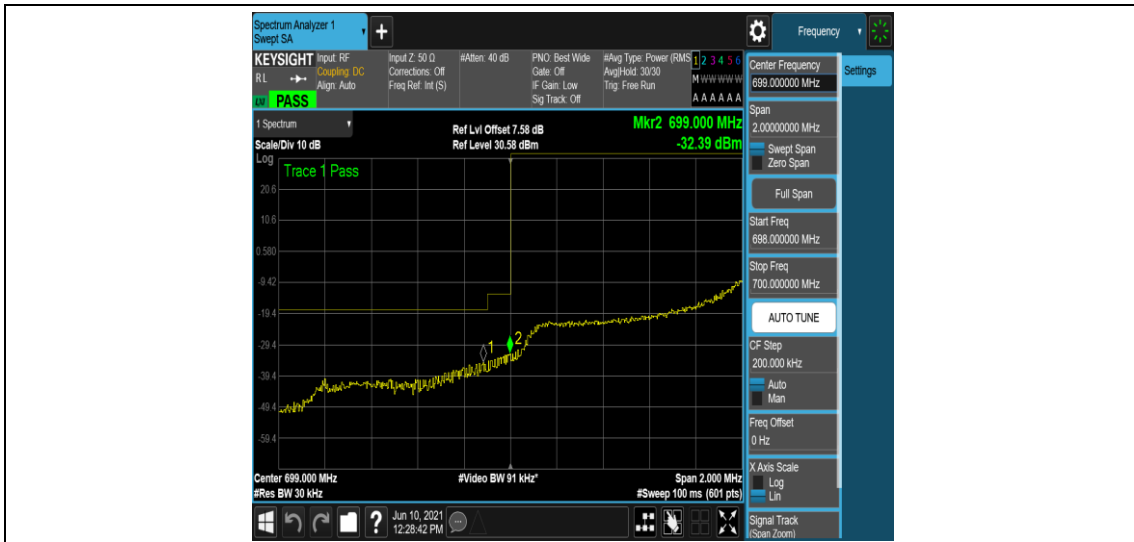 Spectrum Analyzer 1
Swept SA
+
Frequency
KEYSIGHT
RL
Input: RF
Coupling: DC
Align: Auto
Input Z: 50 Ω
Corrections: Off
Freq Ref: Int (S)
#Atten: 40 dB
PNO: Best Wide
Gate: Off
IF Gain: Low
Sig Track: Off
#Avg Type: Power (RMS
Avg|Hold: 30/30
Trig: Free Run
1 2 3 4 5 6
M W W W W W
A A A A A A
LXI PASS
1 Spectrum
Scale/Div 10 dB
Ref Lvl Offset 7.58 dB
Ref Level 30.58 dBm
Mkr2 699.000 MHz
-32.39 dBm
Log
Trace 1 Pass
20.6
10.6
0.580
-9.42
-19.4
-29.4
-39.4
-49.4
-59.4
1
2
Center 699.000 MHz
#Res BW 30 kHz
#Video BW 91 kHz*
Span 2.000 MHz
#Sweep 100 ms (601 pts)
Center Frequency
699.000000 MHz
Settings
Span
2.00000000 MHz
Swept Span
Zero Span
Full Span
Start Freq
698.000000 MHz
Stop Freq
700.000000 MHz
AUTO TUNE
CF Step
200.000 kHz
Auto
Man
Freq Offset
0 Hz
X Axis Scale
Log
Lin
Signal Track
(Span Zoom)
?
Jun 10, 2021
12:28:42 PM